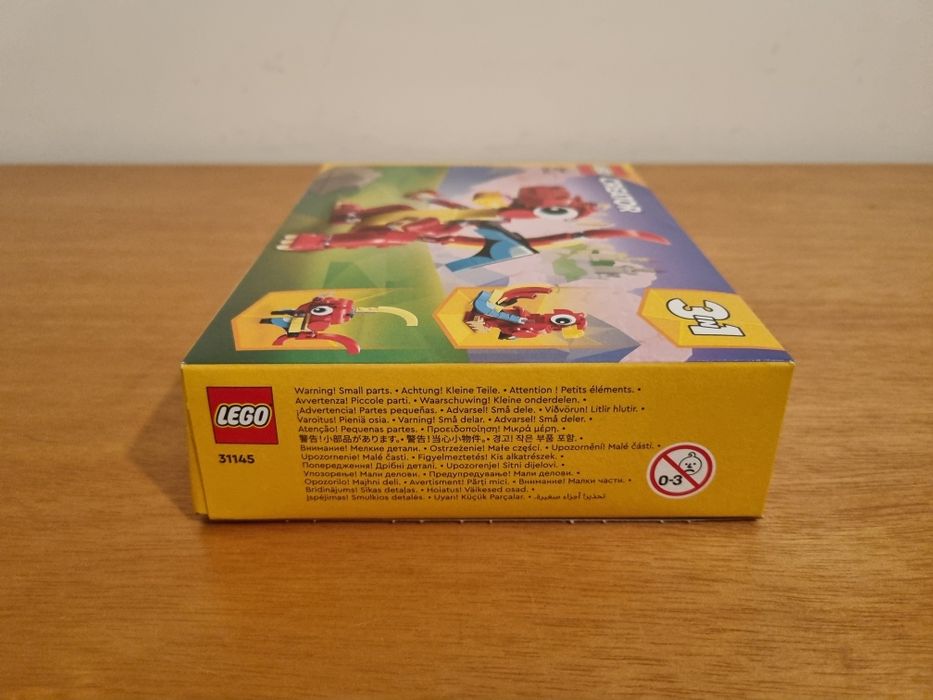 CREATOR
3 IN 1
LEGO
31145
Warning! Small parts. • Achtung! Kleine Teile. • Attention ! Petits éléments. •
Avvertenza! Piccole parti. • Waarschuwing! Kleine onderdelen. •
¡Advertencia! Partes pequeñas. • Advarsel! Små dele. • Viðvörun! Litlir hlutir. •
Varoitus! Pieniä osia. • Varning! Små delar. • Advarsel! Små deler. •
Atenção! Pequenas partes. • Προειδοποίηση! Μικρά μέρη. •
警告!小部品があります。• 警告!当心小物件。• 경고! 작은 부품 포함. •
Внимание! Мелкие детали. • Ostrzeżenie! Małe części. • Upozornění! Malé části. •
Upozornenie! Malé časti. • Figyelmeztetés! Kis alkatrészek. •
Попередження! Дрібні деталі. • Upozorenje! Sitni dijelovi. •
Упозорење! Мали делови. • Предупредување! Мали делови. •
Opozorilo! Majhni deli. • Avertisment! Părți mici. • Внимание! Малки части. •
Brīdinājums! Sīkas detaļas. • Hoiatus! Väikesed osad. •
Įspėjimas! Smulkios detalės. • Uyarı! Küçük Parçalar. • تحذير! أجزاء صغيرة.
0-3